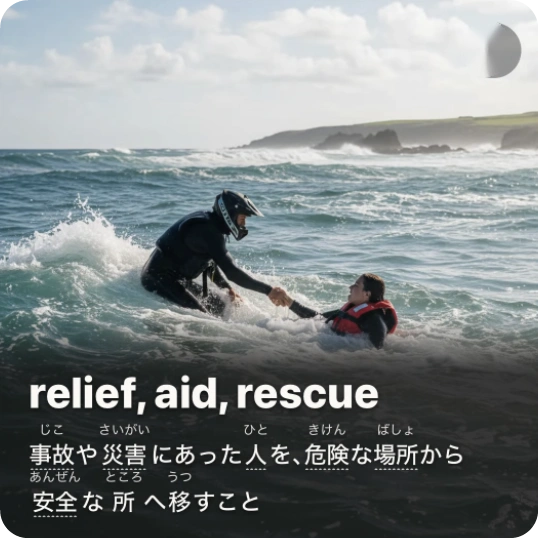 relief, aid, rescue
じこ さいがい ひと きけん ばしょ
事故や災害にあった人を、危険な場所から
あんぜん ところ うつ
安全な所へ移すこと